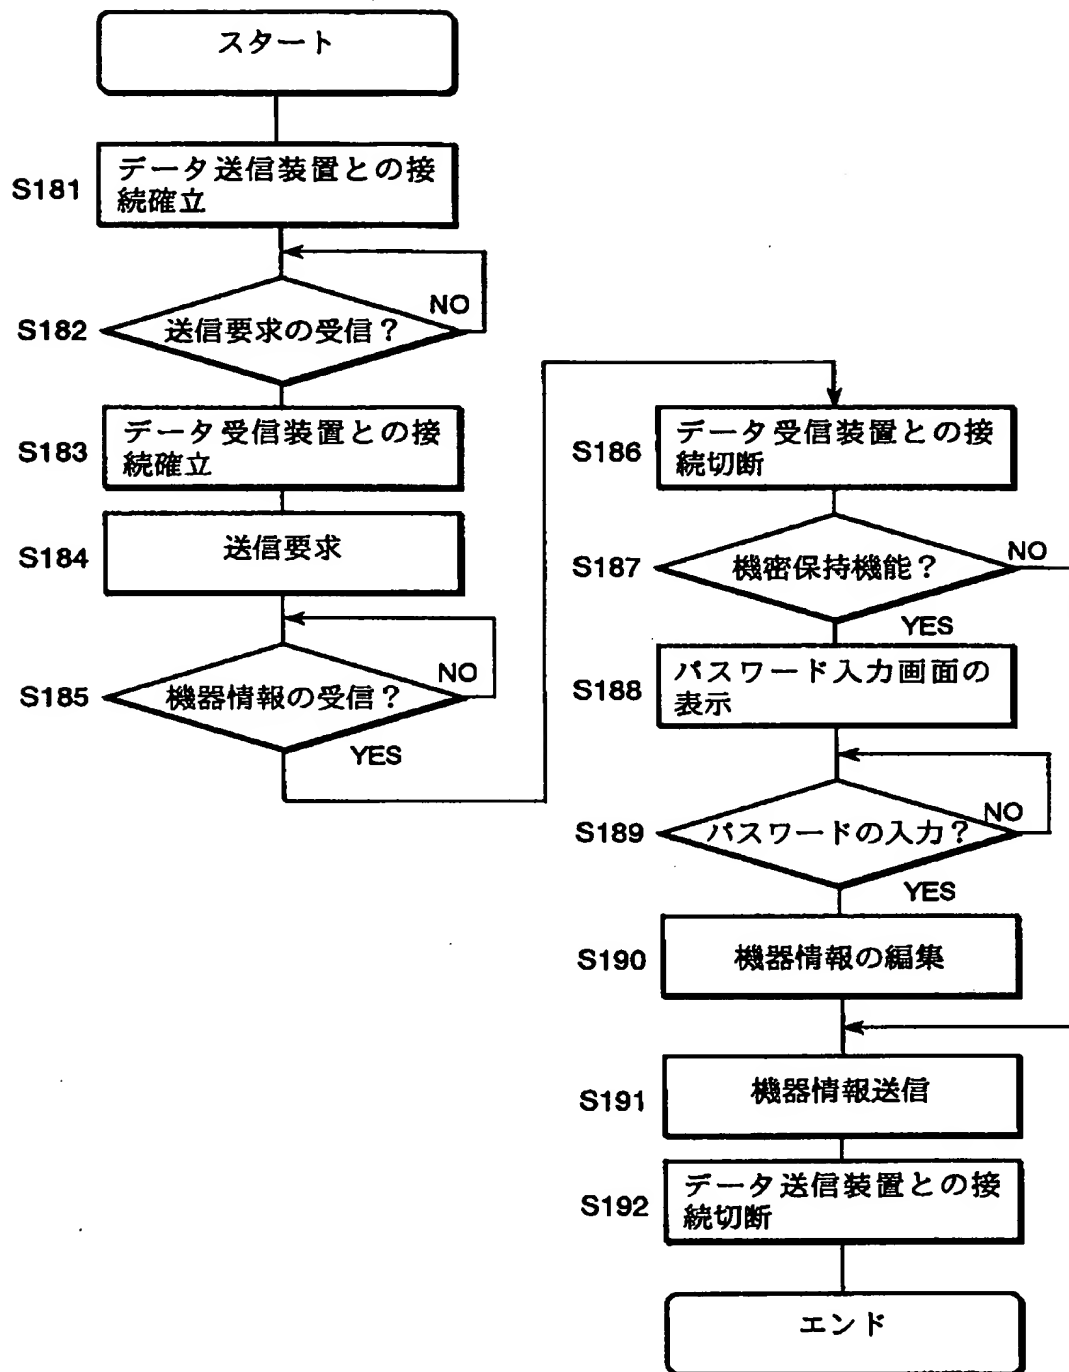 スタート
S181
データ送信装置との接
続確立
NO
S182
送信要求の受信？
S183
データ受信装置との接
続確立
S184
送信要求
NO
S185
機器情報の受信？
YES
S186
データ受信装置との接
続切断
S187
機密保持機能？
NO
YES
S188
パスワード入力画面の
表示
S189
パスワードの入力？
NO
YES
S190
機器情報の編集
S191
機器情報送信
S192
データ送信装置との接
続切断
エンド